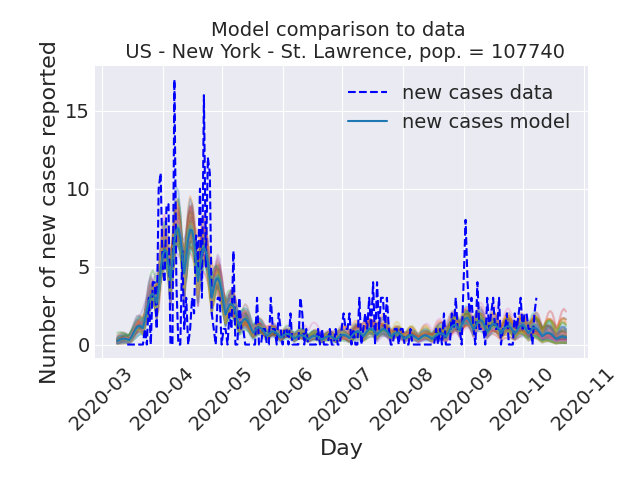 Model comparison to data
US - New York - St. Lawrence, pop. = 107740
Number of new cases reported
15
10
5
0
new cases data
new cases model
2020-03
2020-04
2020-05
2020-06
2020-07
2020-08
2020-09
2020-10
2020-11
Day